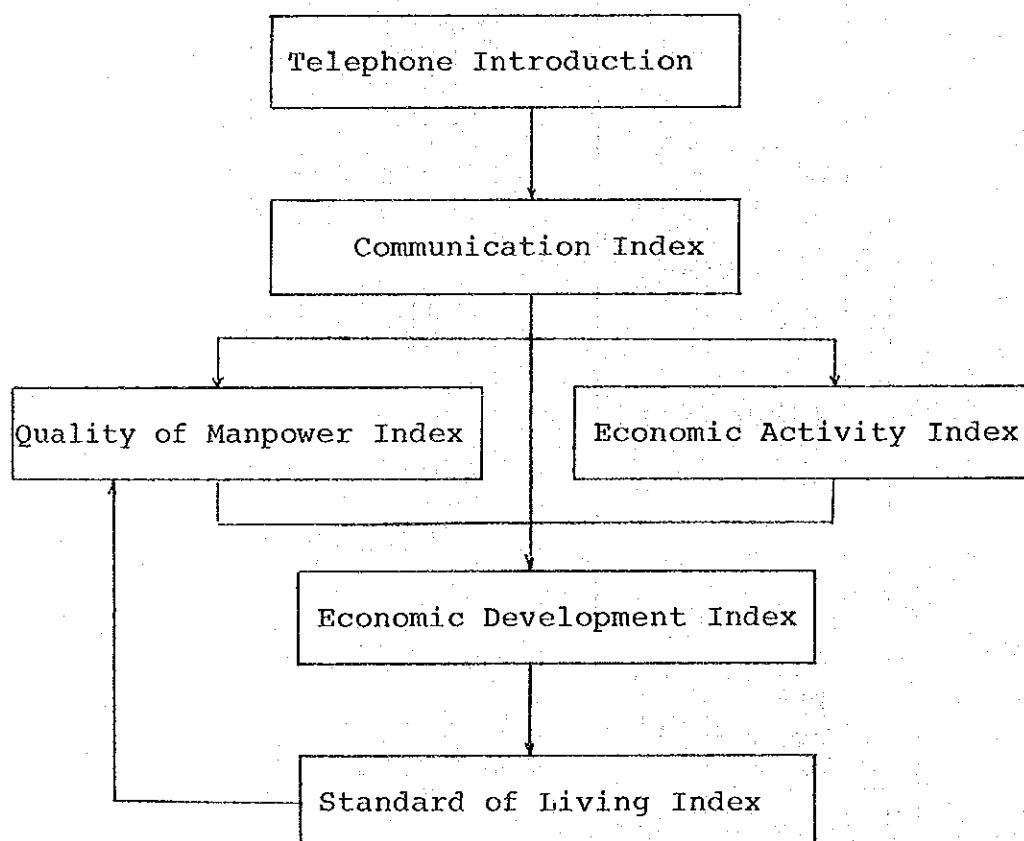 Telephone Introduction
Communication Index
Quality of Manpower Index
Economic Activity Index
Economic Development Index
Standard of Living Index